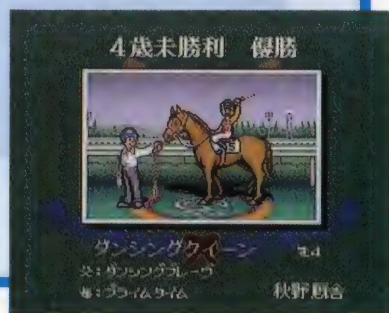 4歳未勝利 優勝
ダンシングクイーン 牝4
父:ダンシングブレーヴ
母:プライムタイム 秋野厩舎